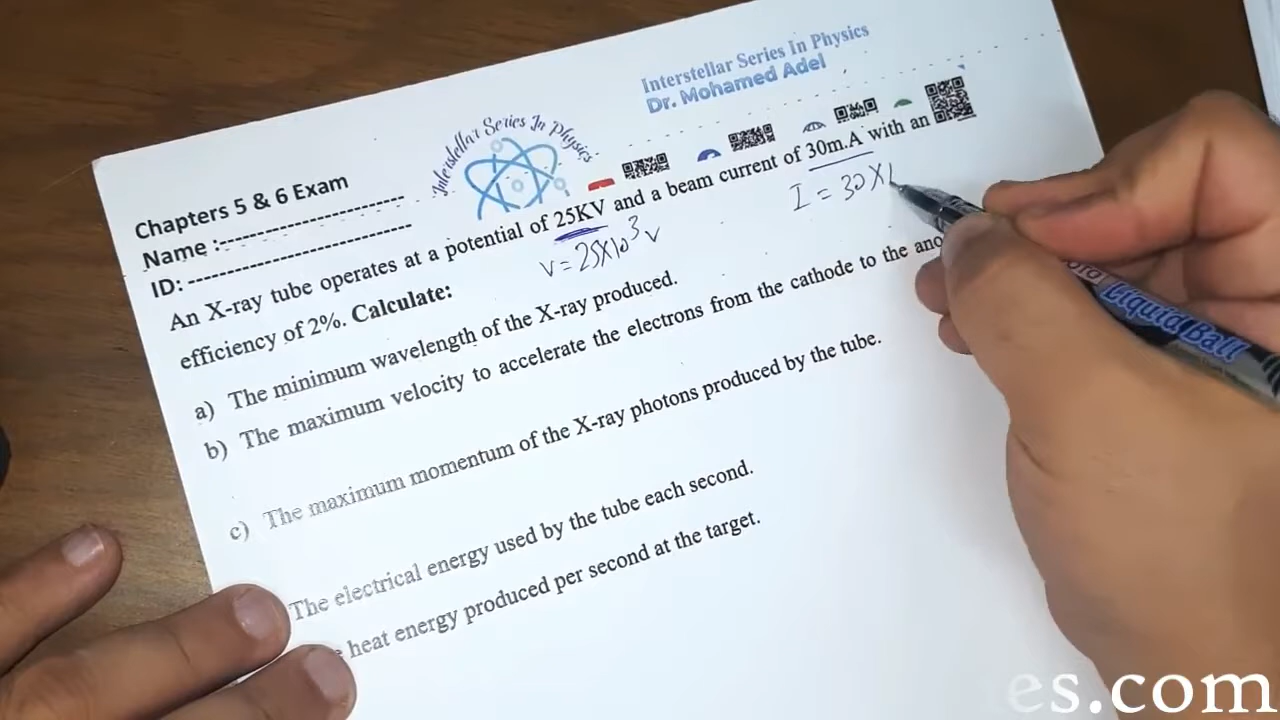 Interstellar Series In Physics
Dr. Mohamed Adel
Interstellar Series In Physics
Chapters 5 & 6 Exam
Name :
ID:
An X-ray tube operates at a potential of 25KV and a beam current of 30m.A with an
V = 25X10³ V
I = 30 X
efficiency of 2%. Calculate:
a) The minimum wavelength of the X-ray produced.
b) The maximum velocity to accelerate the electrons from the cathode to the
c) The maximum momentum of the X-ray photons produced by the tube.
The electrical energy used by the tube each second.
heat energy produced per second at the target.
Liquid Ball
es.com